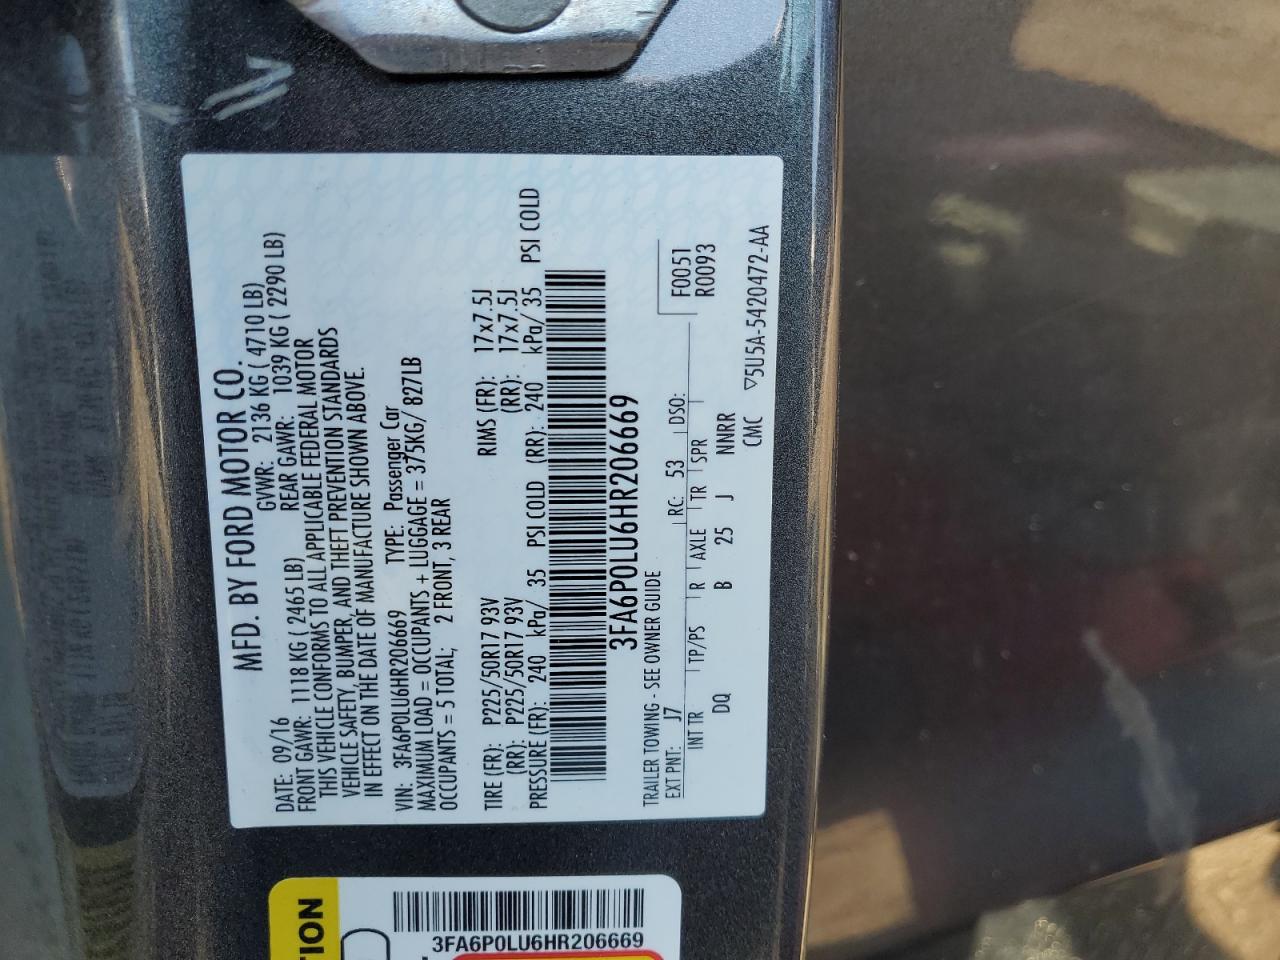 MFD. BY FORD MOTOR CO.
DATE: 09/16 GVWR: 2136 KG ( 4710 LB)
FRONT GAWR: 1118 KG ( 2465 LB) REAR GAWR: 1039 KG ( 2290 LB)
THIS VEHICLE CONFORMS TO ALL APPLICABLE FEDERAL MOTOR
VEHICLE SAFETY, BUMPER, AND THEFT PREVENTION STANDARDS
IN EFFECT ON THE DATE OF MANUFACTURE SHOWN ABOVE.
VIN: 3FA6P0LU6HR206669 TYPE: Passenger Car
MAXIMUM LOAD = OCCUPANTS + LUGGAGE = 375KG/ 827LB
OCCUPANTS = 5 TOTAL; 2 FRONT, 3 REAR
TIRE (FR): P225/50R17 93V RIMS (FR): 17x7.5J
(RR): P225/50R17 93V (RR): 17x7.5J
PRESSURE (FR): 240 kPa/ 35 PSI COLD (RR): 240 kPa/ 35 PSI COLD
3FA6P0LU6HR206669
TRAILER TOWING - SEE OWNER GUIDE
F0051
R0093
EXT PNT: J7 RC: 53 DSO:
INT TR TP/PS R AXLE TR SPR
DQ B 25 J NNRR
CMC ▽5U5A-5420472-AA
TION
3FA6P0LU6HR206669